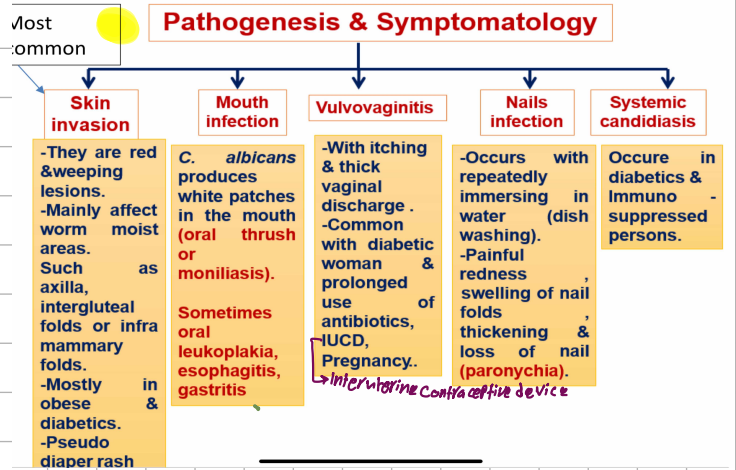 Most
common
Pathogenesis & Symptomatology
Skin
invasion
-They are red
&weeping
lesions.
-Mainly affect
worm moist
areas.
Such as
axilla,
intergluteal
folds or infra
mammary
folds.
-Mostly in
obese &
diabetics.
-Pseudo
diaper rash
Mouth
infection
C. albicans
produces
white patches
in the mouth
(oral thrush
or
moniliasis).
Sometimes
oral
leukoplakia,
esophagitis,
gastritis
Vulvovaginitis
-With itching
& thick
vaginal
discharge .
-Common
with diabetic
woman &
prolonged
use of
antibiotics,
IUCD,
Pregnancy..
Interutorine Contraceptive device
Nails
infection
-Occurs with
repeatedly
immersing in
water (dish
washing).
-Painful
redness ,
swelling of nail
folds ,
thickening &
loss of nail
(paronychia).
Systemic
candidiasis
Occure in
diabetics &
Immuno -
suppressed
persons.